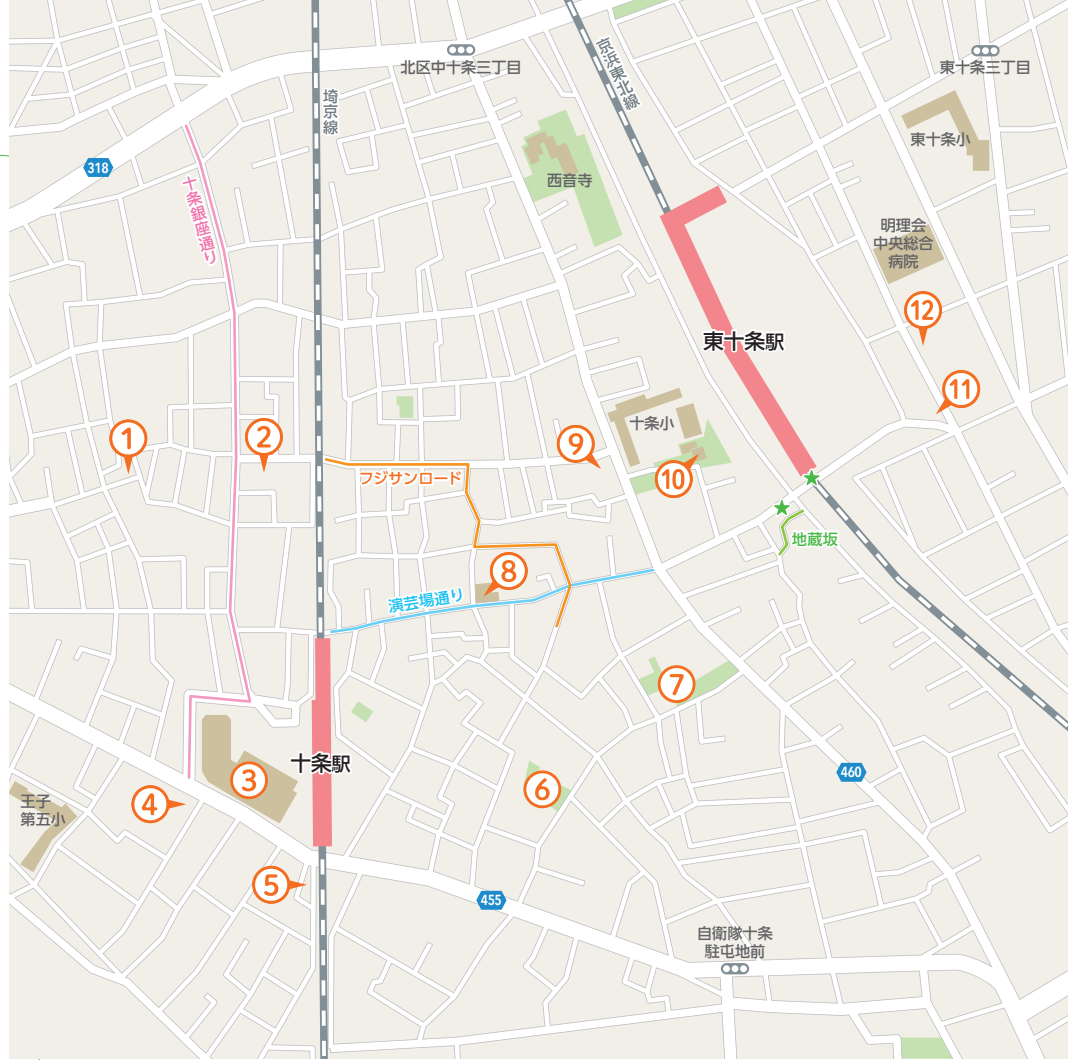 北区中十条三丁目
京浜東北線
東十条三丁目
埼京線
東十条小
318
西音寺
十条銀座通り
明理会
中央総合
病院
12
東十条駅
11
十条小
1
2
9
10
フジサンロード
地蔵坂
8
演芸場通り
7
十条駅
460
3
6
4
王子
第五小
5
455
自衛隊十条
駐屯地前